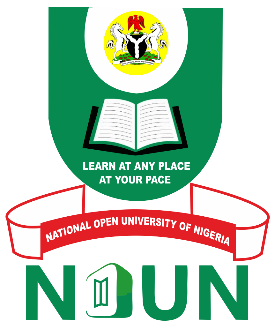 LEARN AT ANY PLACE
AT YOUR PACE
NATIONAL OPEN UNIVERSITY OF NIGERIA
NOUN